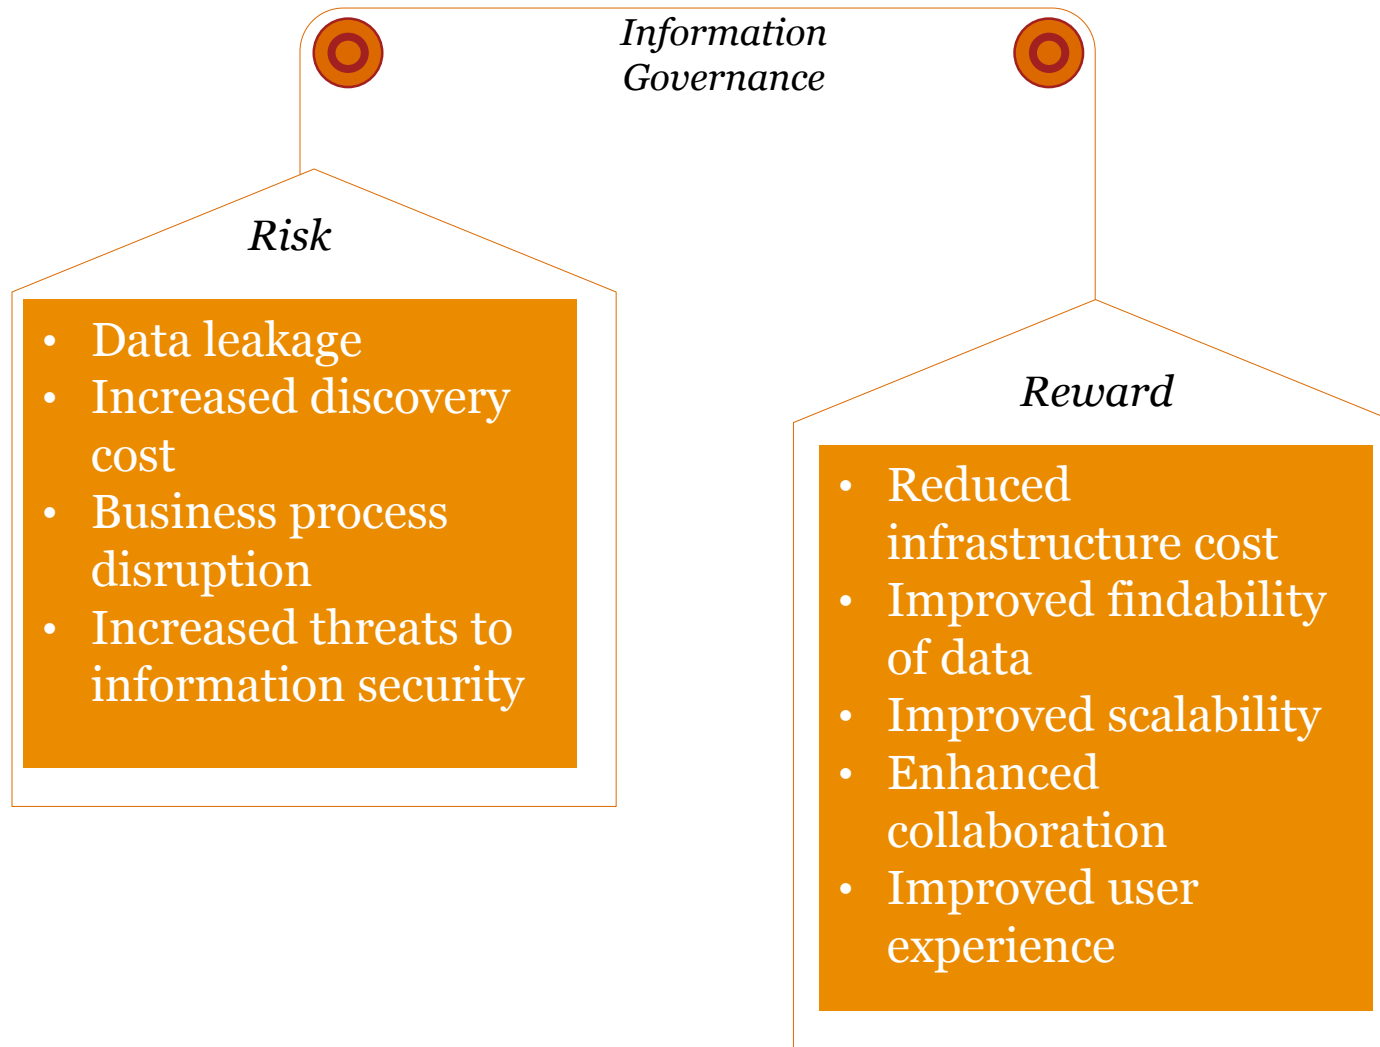 Information
Governance
Risk
• Data leakage
• Increased discovery
cost
• Business process
disruption
• Increased threats to
information security
Reward
• Reduced
infrastructure cost
• Improved findability
of data
• Improved scalability
• Enhanced
collaboration
• Improved user
experience